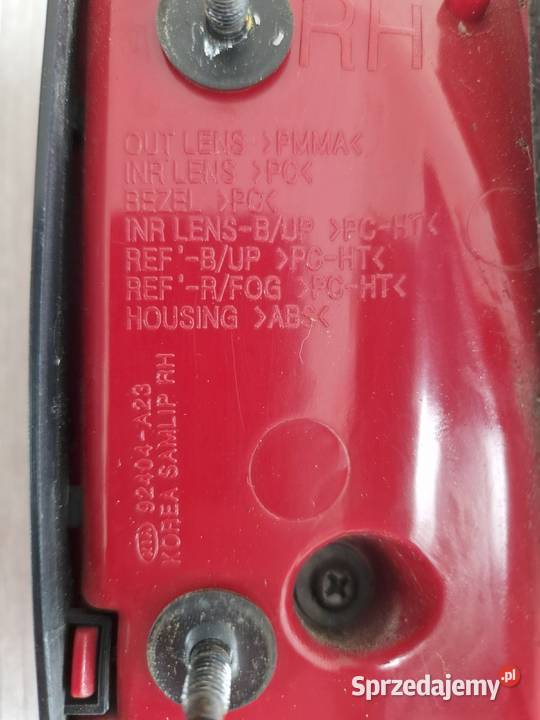 RH
OUT LENS >PMMA<
INR LENS >PC<
BEZEL >PC<
INR LENS-B/UP >PC-HT<
REF'-B/UP >PC-HT<
REF'-R/FOG >PC-HT<
HOUSING >ABS<
KIA 92404-A23
KOREA SAMLIP RH
Sprzedajemy.pl